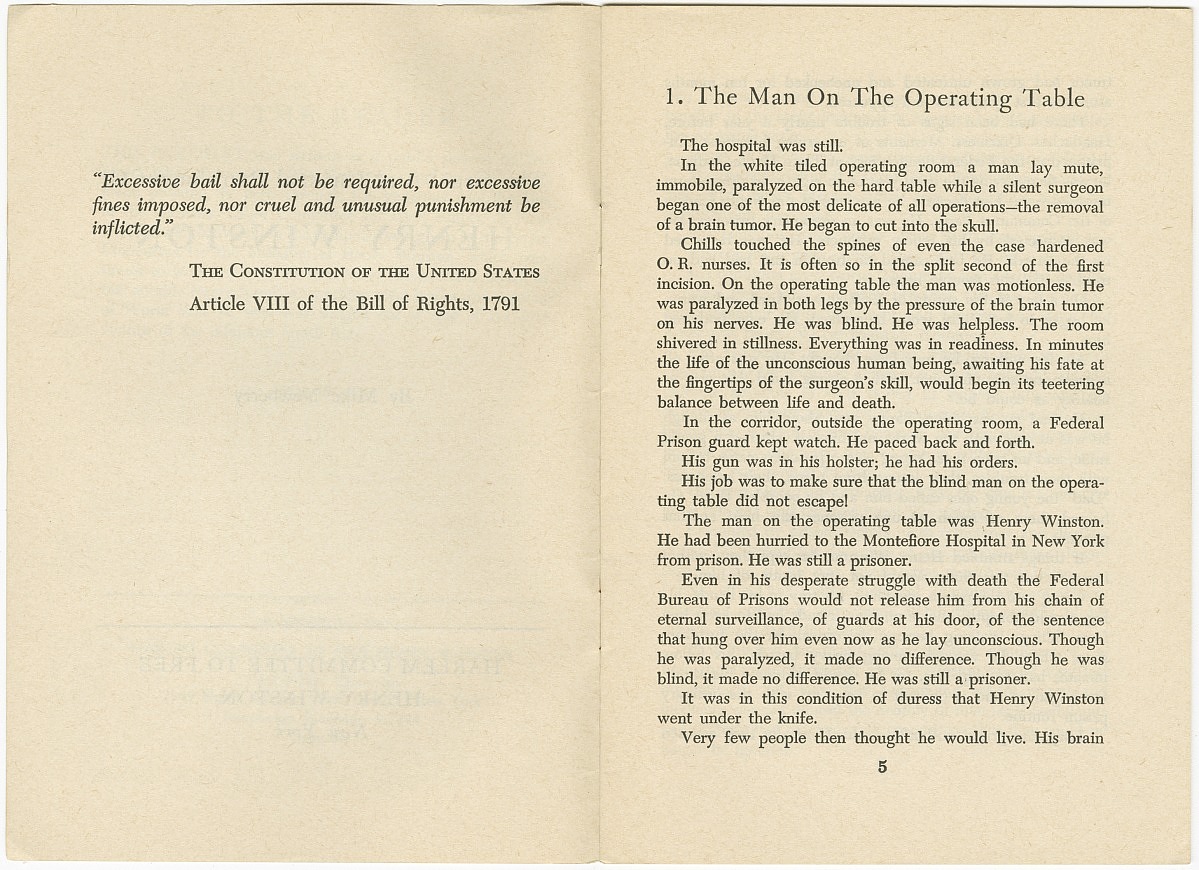 “Excessive bail shall not be required, nor excessive
fines imposed, nor cruel and unusual punishment be
inflicted.”
THE CONSTITUTION OF THE UNITED STATES
Article VIII of the Bill of Rights, 1791
1. The Man On The Operating Table
The hospital was still.
In the white tiled operating room a man lay mute,
immobile, paralyzed on the hard table while a silent surgeon
began one of the most delicate of all operations—the removal
of a brain tumor. He began to cut into the skull.
Chills touched the spines of even the case hardened
O. R. nurses. It is often so in the split second of the first
incision. On the operating table the man was motionless. He
was paralyzed in both legs by the pressure of the brain tumor
on his nerves. He was blind. He was helpless. The room
shivered in stillness. Everything was in readiness. In minutes
the life of the unconscious human being, awaiting his fate at
the fingertips of the surgeon’s skill, would begin its teetering
balance between life and death.
In the corridor, outside the operating room, a Federal
Prison guard kept watch. He paced back and forth.
His gun was in his holster; he had his orders.
His job was to make sure that the blind man on the opera-
ting table did not escape!
The man on the operating table was Henry Winston.
He had been hurried to the Montefiore Hospital in New York
from prison. He was still a prisoner.
Even in his desperate struggle with death the Federal
Bureau of Prisons would not release him from his chain of
eternal surveillance, of guards at his door, of the sentence
that hung over him even now as he lay unconscious. Though
he was paralyzed, it made no difference. Though he was
blind, it made no difference. He was still a prisoner.
It was in this condition of duress that Henry Winston
went under the knife.
Very few people then thought he would live. His brain
5